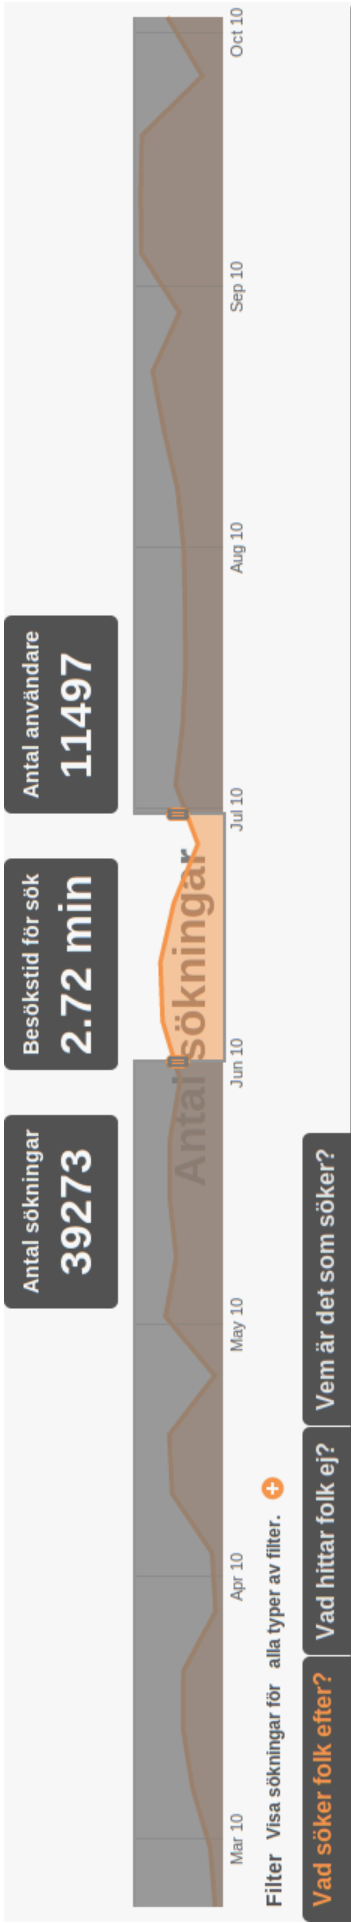 Antal sökningar
39273
Besökstid för sök
2.72 min
Antal användare
11497
Antal sökningar
Mar 10
Apr 10
May 10
Jun 10
Jul 10
Aug 10
Sep 10
Oct 10
Filter Visa sökningar för alla typer av filter.
Vad söker folk efter?
Vad hittar folk ej?
Vem är det som söker?